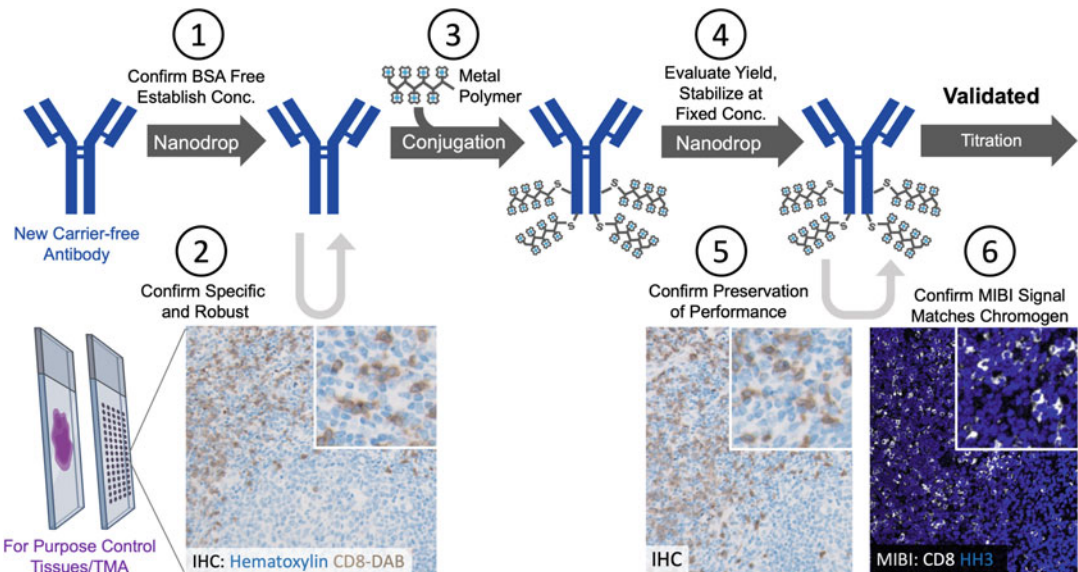 1
Confirm BSA Free
Establish Conc.
Nanodrop
New Carrier-free
Antibody
2
Confirm Specific
and Robust
For Purpose Control
Tissues/TMA
IHC: Hematoxylin CD8-DAB
3
Metal
Polymer
Conjugation
S
S
S
S
4
Evaluate Yield,
Stabilize at
Fixed Conc.
Nanodrop
S
S
S
S
Validated
Titration
5
Confirm Preservation
of Performance
IHC
6
Confirm MIBI Signal
Matches Chromogen
MIBI: CD8 HH3